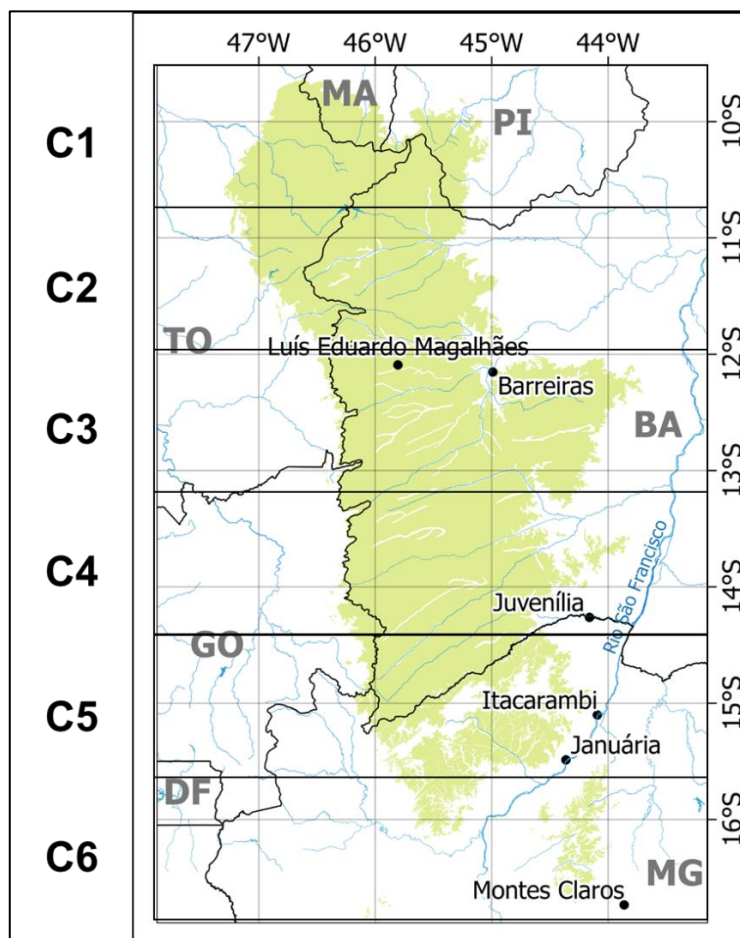 47°W 46°W 45°W 44°W
MA
PI
10°S
C1
11°S
C2
TO
Luís Eduardo Magalhães
12°S
Barreiras
C3
BA
13°S
Rio São Francisco
C4
14°S
Juvenília
GO
15°S
Itacarambi
C5
Januária
DF
16°S
C6
MG
Montes Claros